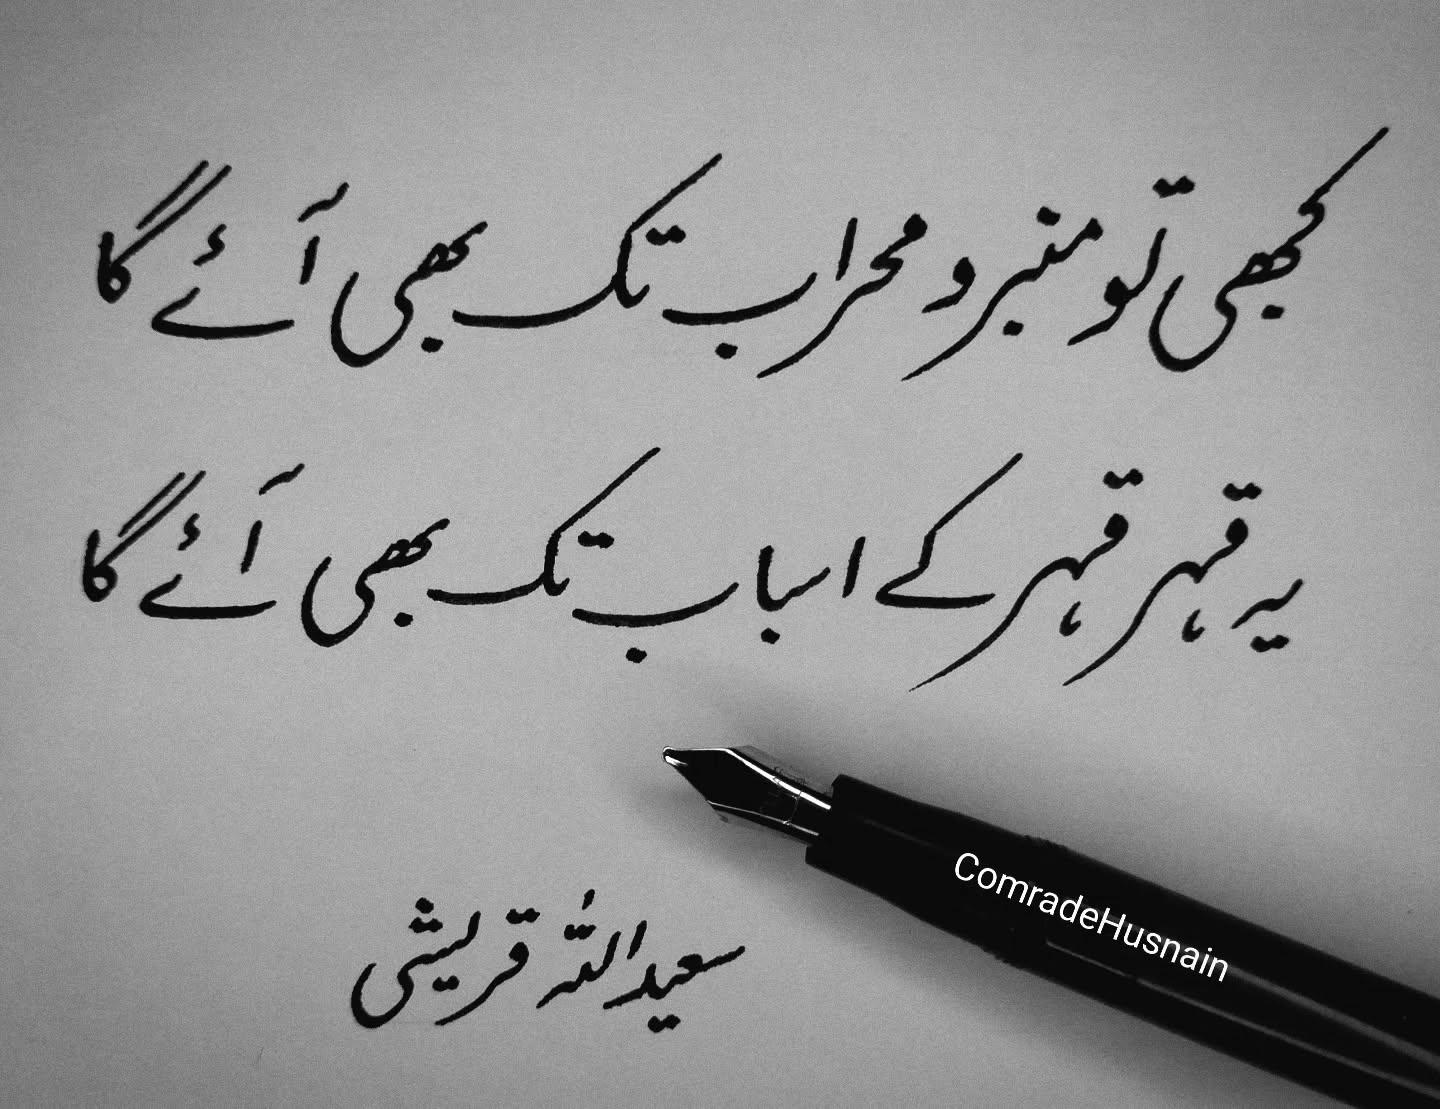 کبھی تو منبر و محراب تک بھی آئے گا
یہ قہر قہر کے اسباب تک بھی آئے گا
سعید اللہ قریشی
ComradeHusnain